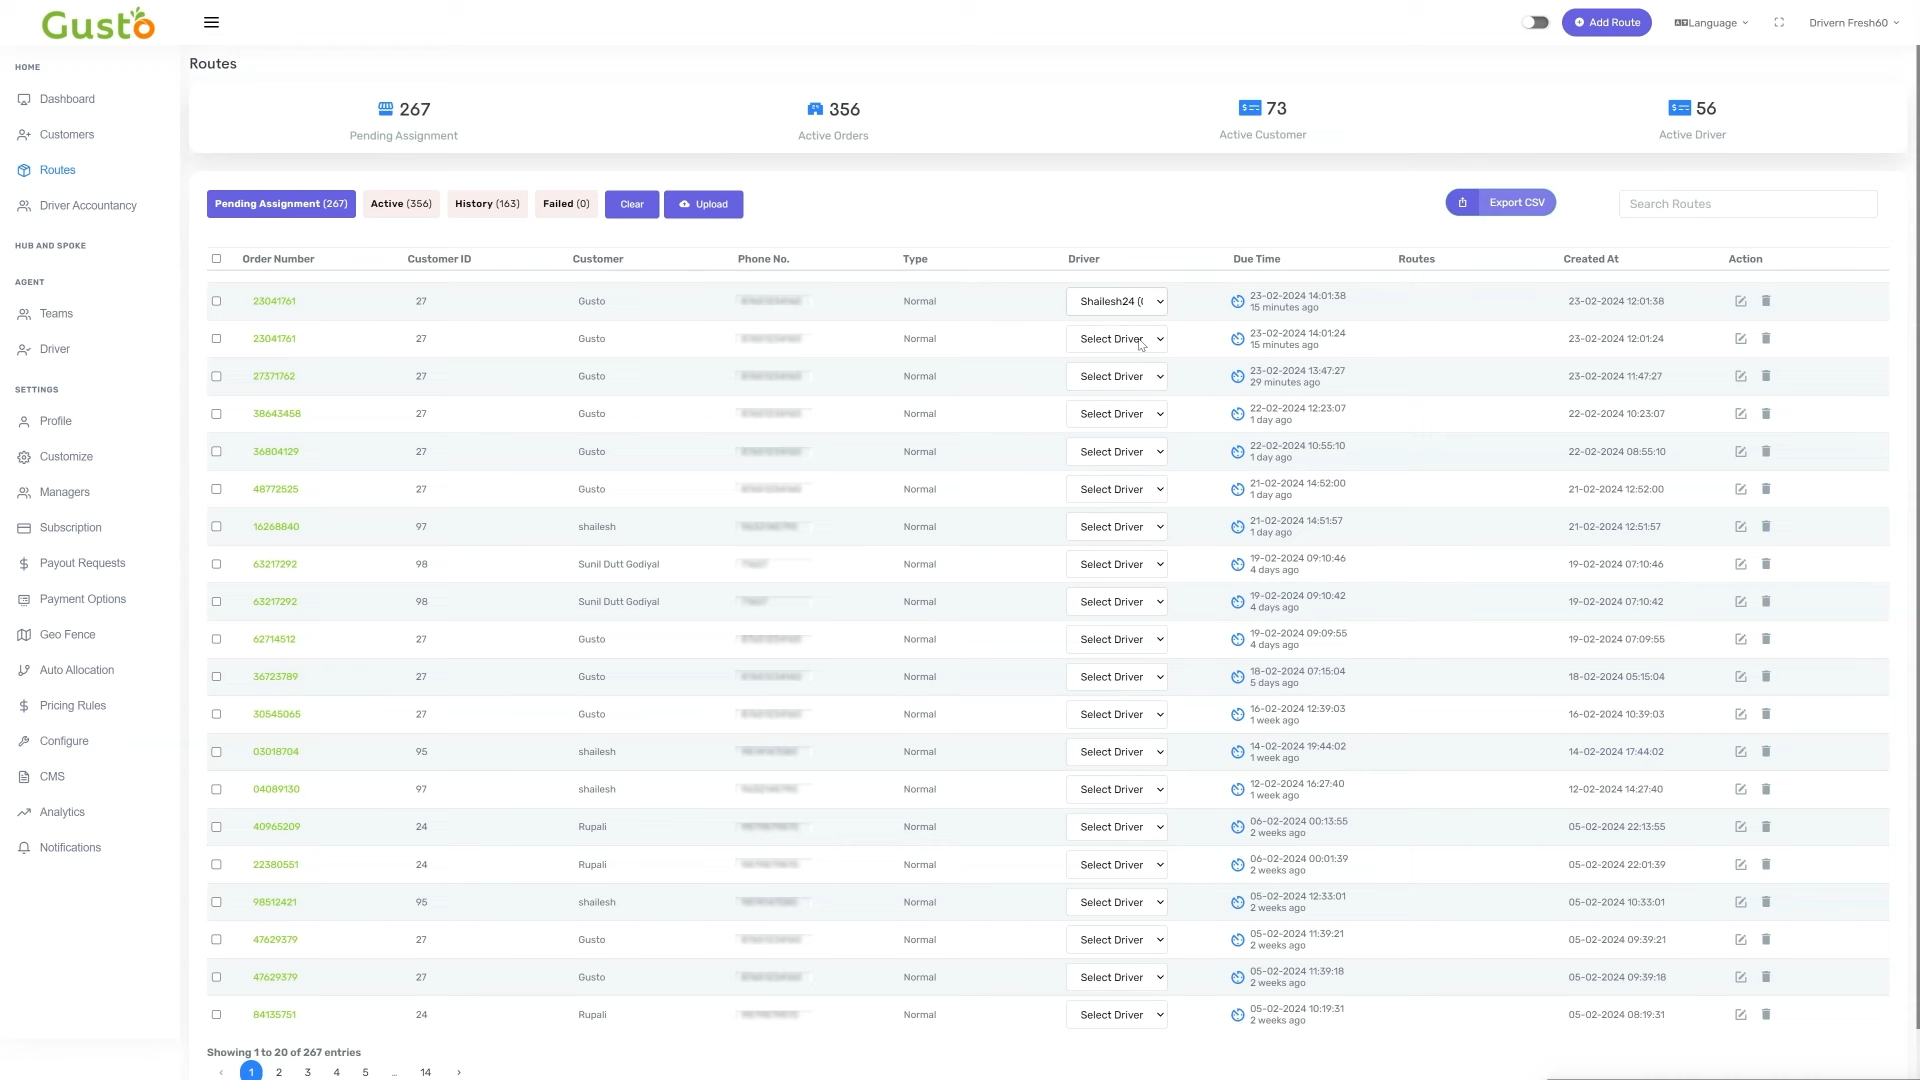 Gusto
Add Route
Language
Drivern Fresh60
HOME
Dashboard
Customers
Routes
Driver Accountancy
HUB AND SPOKE
AGENT
Teams
Driver
SETTINGS
Profile
Customize
Managers
Subscription
Payout Requests
Payment Options
Geo Fence
Auto Allocation
Pricing Rules
Configure
CMS
Analytics
Notifications
Routes
267 356 73 56
Pending Assignment Active Orders Active Customer Active Driver
Pending Assignment (267) Active (356) History (163) Failed (0) Clear Upload Export CSV Search Routes
Order Number Customer ID Customer Phone No. Type Driver Due Time Routes Created At Action
23041761 27 Gusto Normal Shailesh24 ( 23-02-2024 14:01:38 23-02-2024 12:01:38
15 minutes ago
23041761 27 Gusto Normal Select Driver 23-02-2024 14:01:24 23-02-2024 12:01:24
15 minutes ago
27371762 27 Gusto Normal Select Driver 23-02-2024 13:47:27 23-02-2024 11:47:27
29 minutes ago
38643458 27 Gusto Normal Select Driver 22-02-2024 12:23:07 22-02-2024 10:23:07
1 day ago
36804129 27 Gusto Normal Select Driver 22-02-2024 10:55:10 22-02-2024 08:55:10
1 day ago
48772525 27 Gusto Normal Select Driver 21-02-2024 14:52:00 21-02-2024 12:52:00
1 day ago
16268840 97 shailesh Normal Select Driver 21-02-2024 14:51:57 21-02-2024 12:51:57
1 day ago
63217292 98 Sunil Dutt Godiyal Normal Select Driver 19-02-2024 09:10:46 19-02-2024 07:10:46
4 days ago
63217292 98 Sunil Dutt Godiyal Normal Select Driver 19-02-2024 09:10:42 19-02-2024 07:10:42
4 days ago
62714512 27 Gusto Normal Select Driver 19-02-2024 09:09:55 19-02-2024 07:09:55
4 days ago
36723789 27 Gusto Normal Select Driver 18-02-2024 07:15:04 18-02-2024 05:15:04
5 days ago
30545065 27 Gusto Normal Select Driver 16-02-2024 12:39:03 16-02-2024 10:39:03
1 week ago
03018704 95 shailesh Normal Select Driver 14-02-2024 19:44:02 14-02-2024 17:44:02
1 week ago
04089130 97 shailesh Normal Select Driver 12-02-2024 16:27:40 12-02-2024 14:27:40
1 week ago
40965209 24 Rupali Normal Select Driver 06-02-2024 00:13:55 05-02-2024 22:13:55
2 weeks ago
22380551 24 Rupali Normal Select Driver 06-02-2024 00:01:39 05-02-2024 22:01:39
2 weeks ago
98512421 95 shailesh Normal Select Driver 05-02-2024 12:33:01 05-02-2024 10:33:01
2 weeks ago
47629379 27 Gusto Normal Select Driver 05-02-2024 11:39:21 05-02-2024 09:39:21
2 weeks ago
47629379 27 Gusto Normal Select Driver 05-02-2024 11:39:18 05-02-2024 09:39:18
2 weeks ago
84135751 24 Rupali Normal Select Driver 05-02-2024 10:19:31 05-02-2024 08:19:31
2 weeks ago
Showing 1 to 20 of 267 entries
‹ 1 2 3 4 5 ... 14 ›